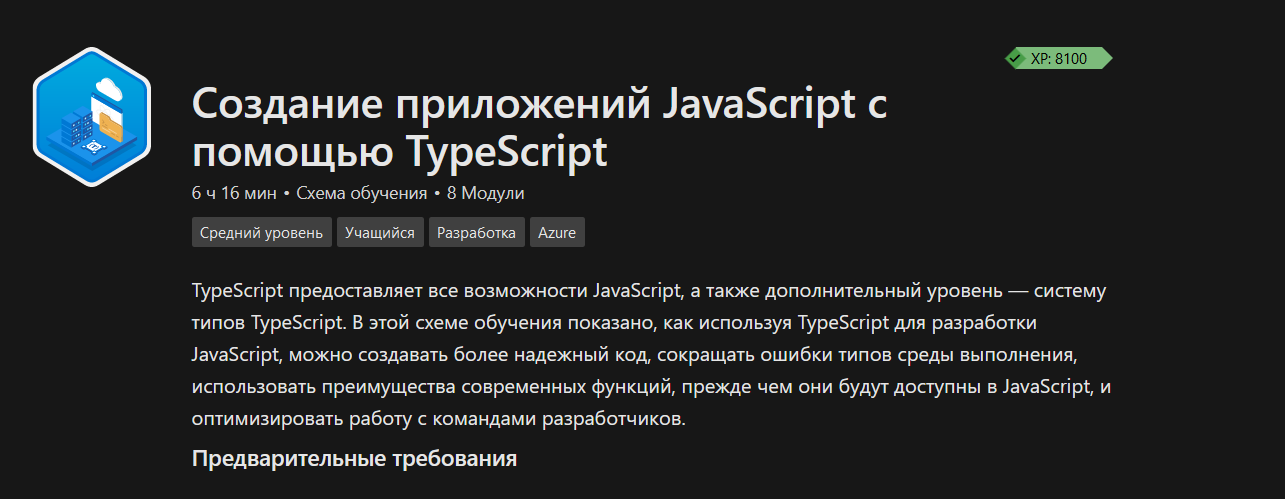 XP: 8100
Создание приложений JavaScript с
помощью TypeScript
6 ч 16 мин • Схема обучения • 8 Модули
Средний уровень Учащийся Разработка Azure
TypeScript предоставляет все возможности JavaScript, а также дополнительный уровень — систему
типов TypeScript. В этой схеме обучения показано, как используя TypeScript для разработки
JavaScript, можно создавать более надежный код, сокращать ошибки типов среды выполнения,
использовать преимущества современных функций, прежде чем они будут доступны в JavaScript, и
оптимизировать работу с командами разработчиков.
Предварительные требования